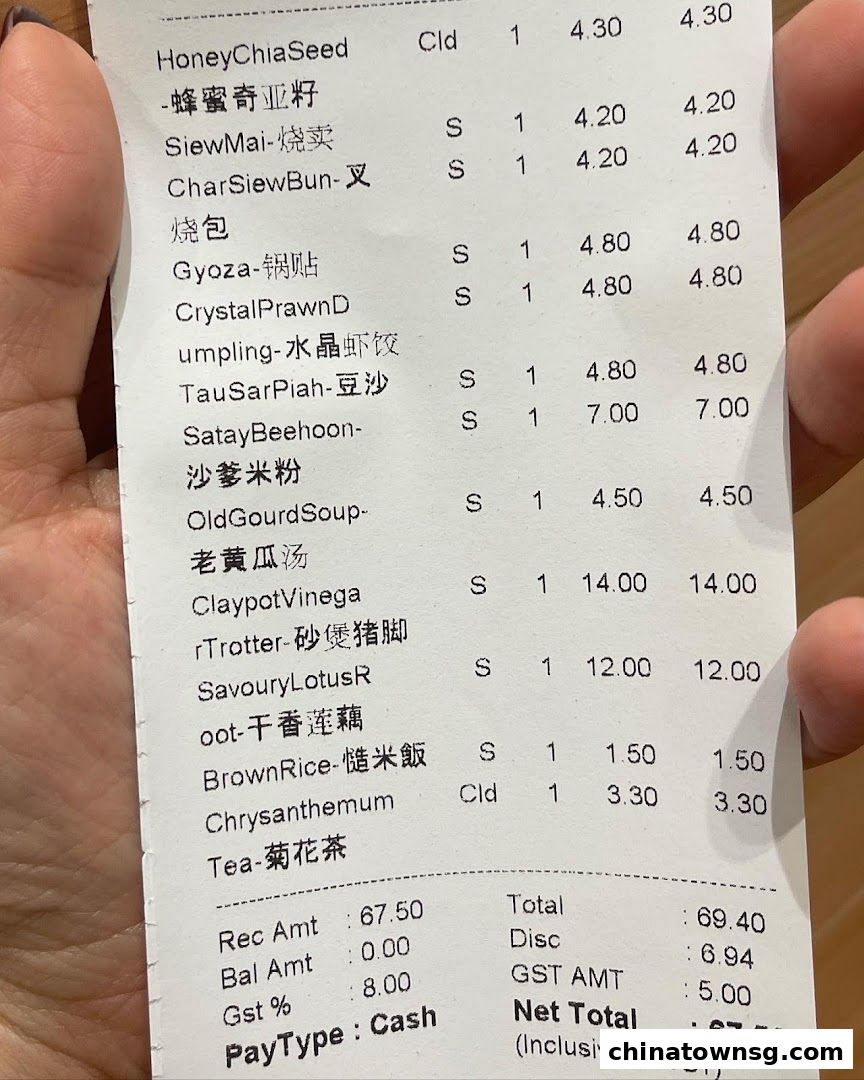 HoneyChiaSeed Cld 1 4.30 4.30
-蜂蜜奇亚籽
SiewMai-烧卖 S 1 4.20 4.20
CharSiewBun-叉 S 1 4.20 4.20
烧包
Gyoza-锅贴 S 1 4.80 4.80
CrystalPrawnD S 1 4.80 4.80
umpling-水晶虾饺
TauSarPiah-豆沙 S 1 4.80 4.80
SatayBeehoon- S 1 7.00 7.00
沙爹米粉
OldGourdSoup- S 1 4.50 4.50
老黄瓜汤
ClaypotVinega S 1 14.00 14.00
rTrotter-砂煲猪脚
SavouryLotusR S 1 12.00 12.00
oot-干香莲藕
BrownRice-糙米飯 S 1 1.50 1.50
Chrysanthemum Cld 1 3.30 3.30
Tea-菊花茶
Rec Amt : 67.50 Total : 69.40
Bal Amt : 0.00 Disc : 6.94
Gst % : 8.00 GST AMT : 5.00
PayType : Cash Net Total :
chinatownsg.com